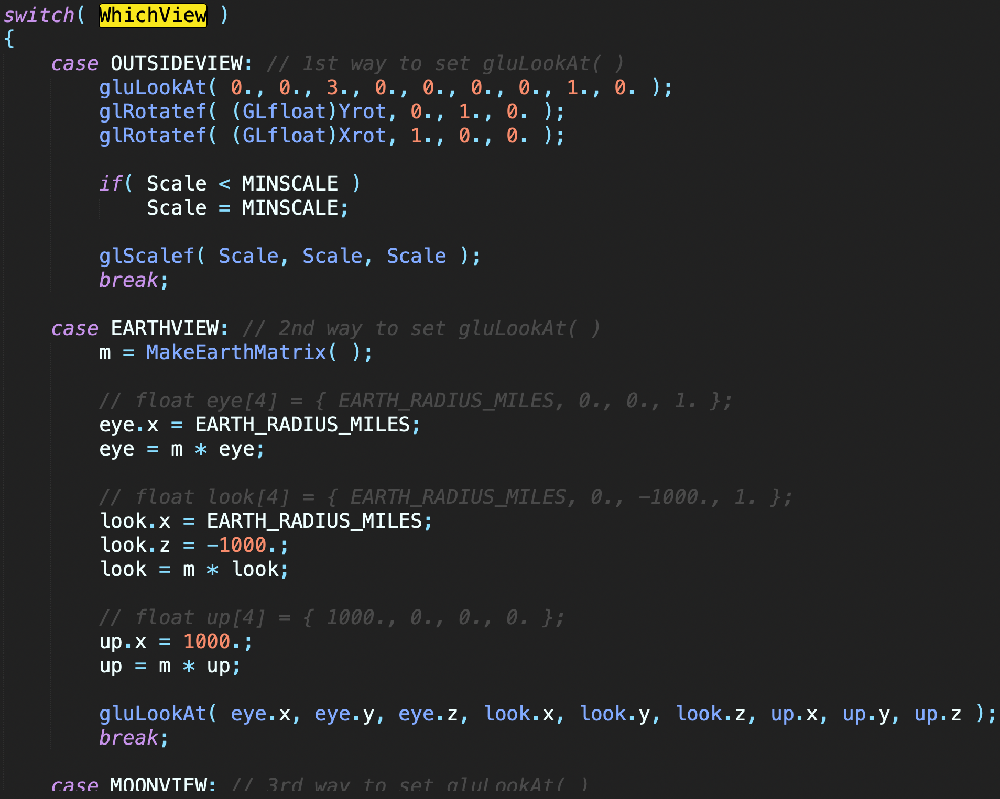 switch( WhichView )
{
case OUTSIDEVIEW: // 1st way to set gluLookAt( )
gluLookAt( 0., 0., 3., 0., 0., 0., 0., 1., 0. );
glRotatef( (GLfloat)Yrot, 0., 1., 0. );
glRotatef( (GLfloat)Xrot, 1., 0., 0. );
if( Scale < MINSCALE )
Scale = MINSCALE;
glScalef( Scale, Scale, Scale );
break;
case EARTHVIEW: // 2nd way to set gluLookAt( )
m = MakeEarthMatrix( );
// float eye[4] = { EARTH_RADIUS_MILES, 0., 0., 1. };
eye.x = EARTH_RADIUS_MILES;
eye = m * eye;
// float look[4] = { EARTH_RADIUS_MILES, 0., -1000., 1. };
look.x = EARTH_RADIUS_MILES;
look.z = -1000.;
look = m * look;
// float up[4] = { 1000., 0., 0., 0. };
up.x = 1000.;
up = m * up;
gluLookAt( eye.x, eye.y, eye.z, look.x, look.y, look.z, up.x, up.y, up.z );
break;
case MOONVIEW: // 3rd way to set gluLookAt( )